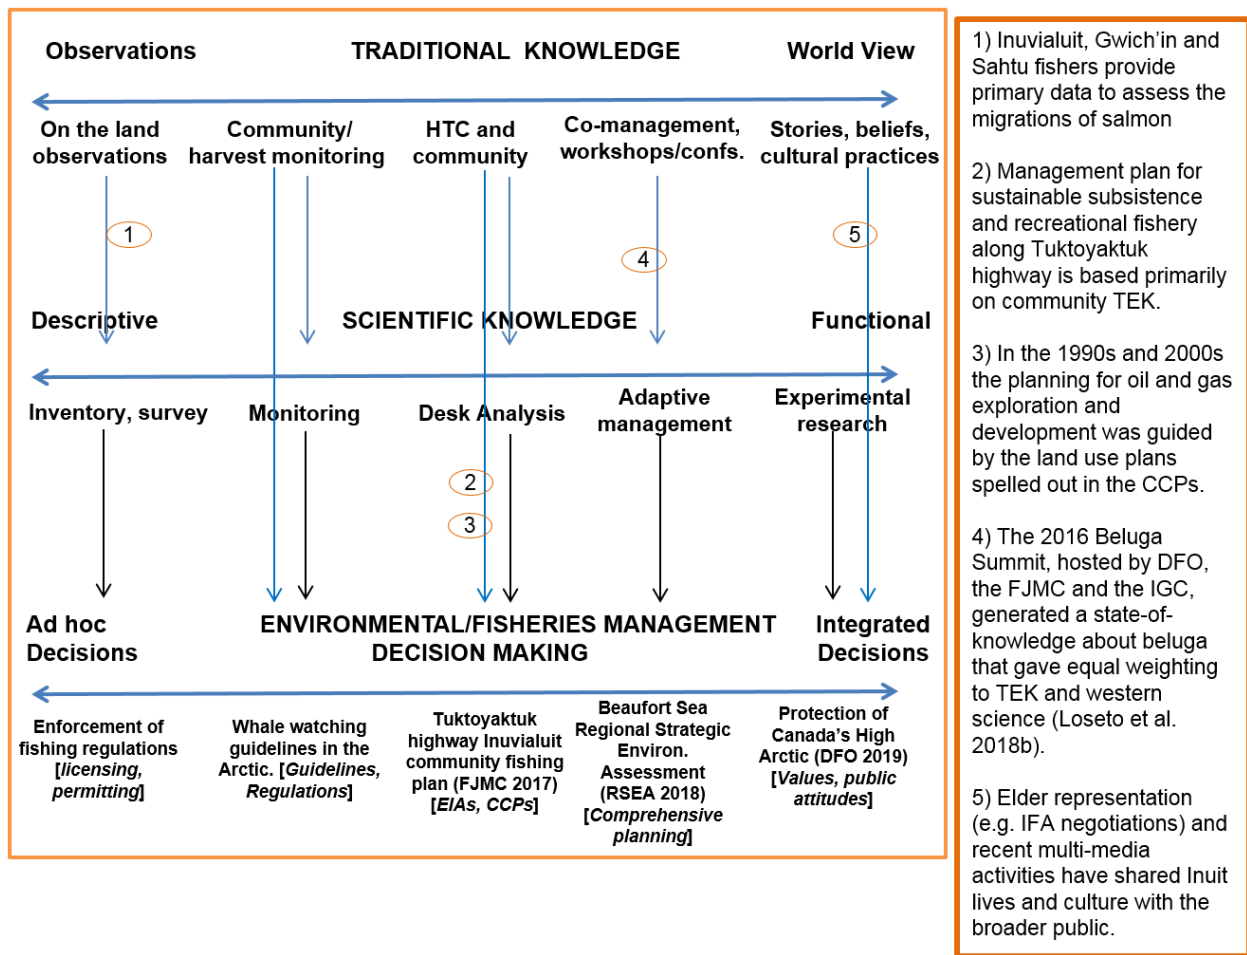 Observations
TRADITIONAL KNOWLEDGE
World View
On the land
observations
Community/
harvest monitoring
HTC and
community
Co-management,
workshops/confs.
Stories, beliefs,
cultural practices
1
4
5
Descriptive
SCIENTIFIC KNOWLEDGE
Functional
Inventory, survey
Monitoring
Desk Analysis
Adaptive
management
Experimental
research
2
3
Ad hoc
Decisions
ENVIRONMENTAL/FISHERIES MANAGEMENT
DECISION MAKING
Integrated
Decisions
Enforcement of
fishing regulations
[licensing,
permitting]
Whale watching
guidelines in the
Arctic. [Guidelines,
Regulations]
Tuktoyaktuk
highway Inuvialuit
community fishing
plan (FJMC 2017)
[EIAs, CCPs]
Beaufort Sea
Regional Strategic
Environ.
Assessment
(RSEA 2018)
[Comprehensive
planning]
Protection of
Canada's High
Arctic (DFO 2019)
[Values, public
attitudes]
1) Inuvialuit, Gwich'in and
Sahtu fishers provide
primary data to assess the
migrations of salmon
2) Management plan for
sustainable subsistence
and recreational fishery
along Tuktoyaktuk
highway is based primarily
on community TEK.
3) In the 1990s and 2000s
the planning for oil and gas
exploration and
development was guided
by the land use plans
spelled out in the CCPs.
4) The 2016 Beluga
Summit, hosted by DFO,
the FJMC and the IGC,
generated a state-of-
knowledge about beluga
that gave equal weighting
to TEK and western
science (Loseto et al.
2018b).
5) Elder representation
(e.g. IFA negotiations) and
recent multi-media
activities have shared Inuit
lives and culture with the
broader public.